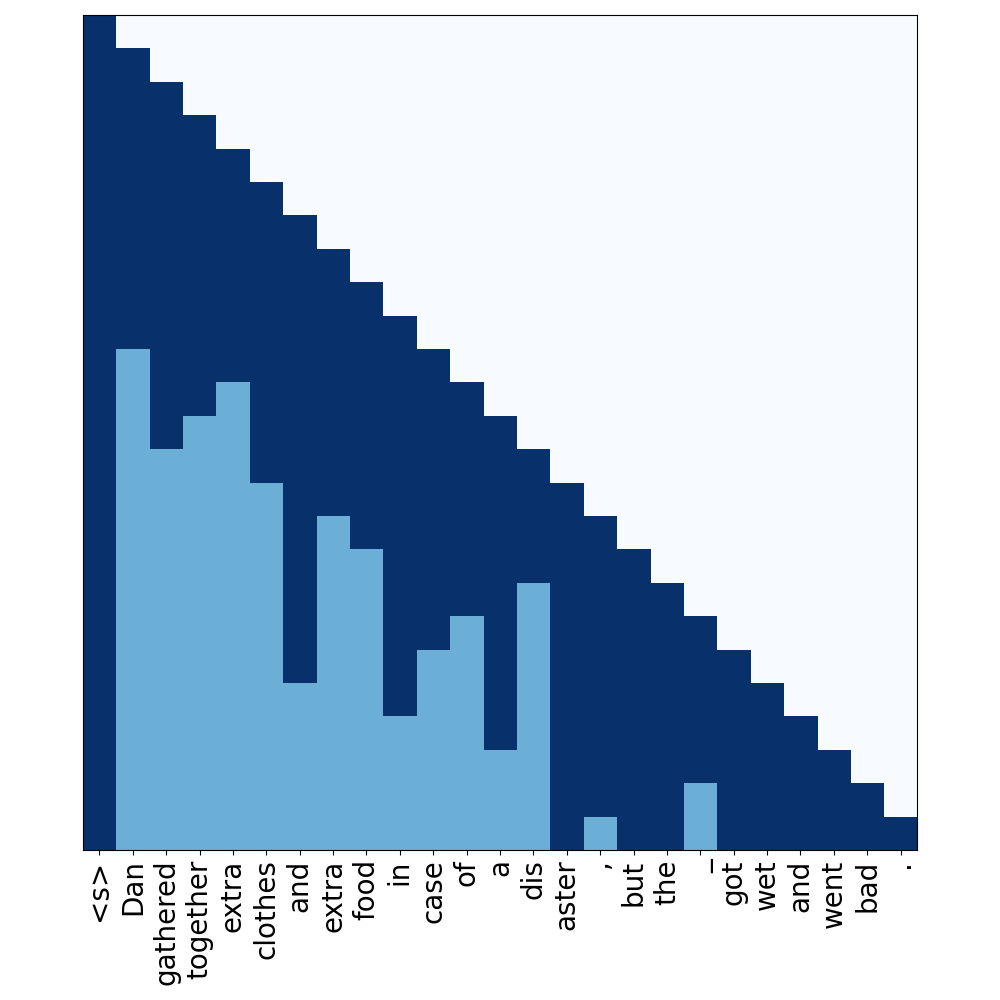 <s> Dan gathered together extra clothes and extra food in case of a dis aster , but the _ got wet and went bad .